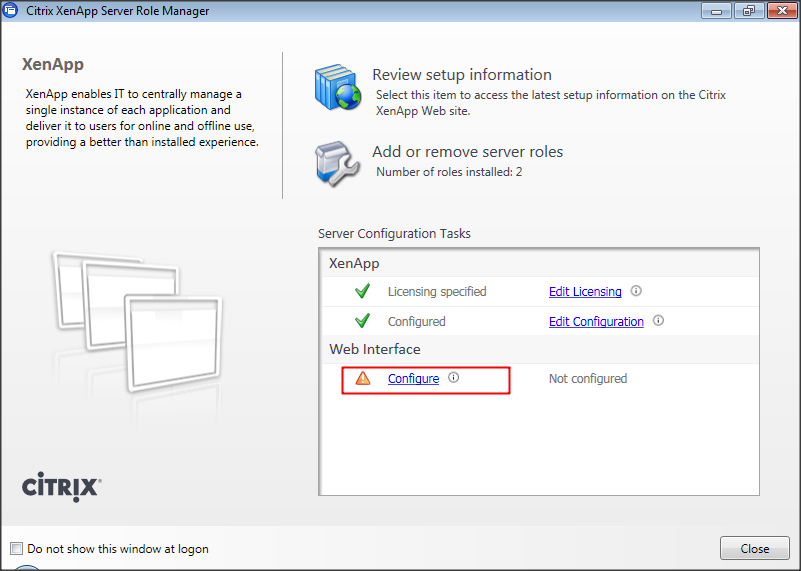 Citrix XenApp Server Role Manager
XenApp
XenApp enables IT to centrally manage a
single instance of each application and
deliver it to users for online and offline use,
providing a better than installed experience.
Review setup information
Select this item to access the latest setup information on the Citrix
XenApp Web site.
Add or remove server roles
Number of roles installed: 2
Server Configuration Tasks
XenApp
Licensing specified Edit Licensing
Configured Edit Configuration
Web Interface
Configure Not configured
CITRIX
Do not show this window at logon
Close